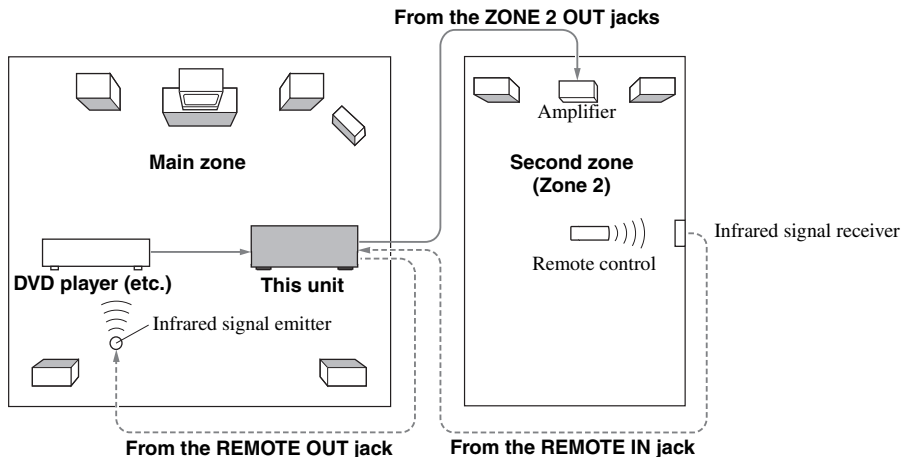 From the ZONE 2 OUT jacks
Amplifier
Main zone
Second zone
(Zone 2)
Infrared signal receiver
Remote control
DVD player (etc.)
This unit
Infrared signal emitter
From the REMOTE OUT jack
From the REMOTE IN jack